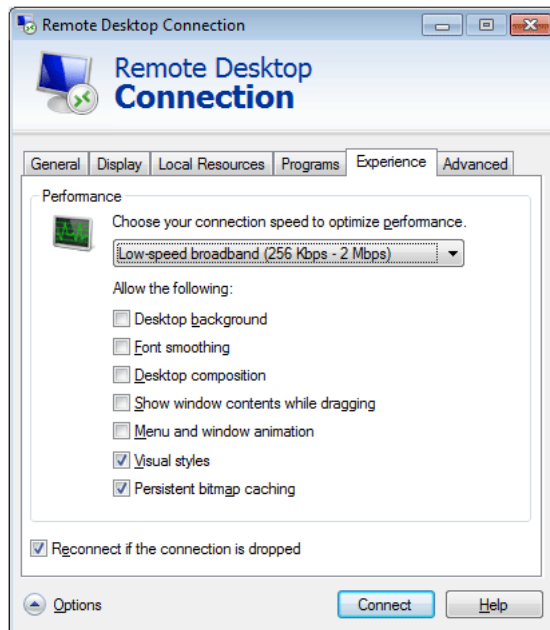 Remote Desktop Connection
Remote Desktop
Connection
General Display Local Resources Programs Experience Advanced
Performance
Choose your connection speed to optimize performance.
Low-speed broadband (256 Kbps - 2 Mbps)
Allow the following:
Desktop background
Font smoothing
Desktop composition
Show window contents while dragging
Menu and window animation
Visual styles
Persistent bitmap caching
Reconnect if the connection is dropped
Options Connect Help